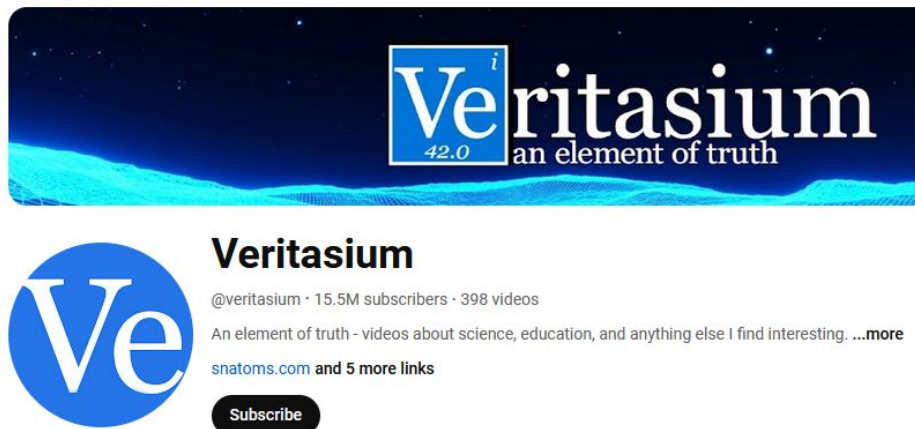 Ve i 42.0 ritasium
an element of truth
Ve
Veritasium
@veritasium · 15.5M subscribers · 398 videos
An element of truth - videos about science, education, and anything else I find interesting. ...more
snatoms.com and 5 more links
Subscribe